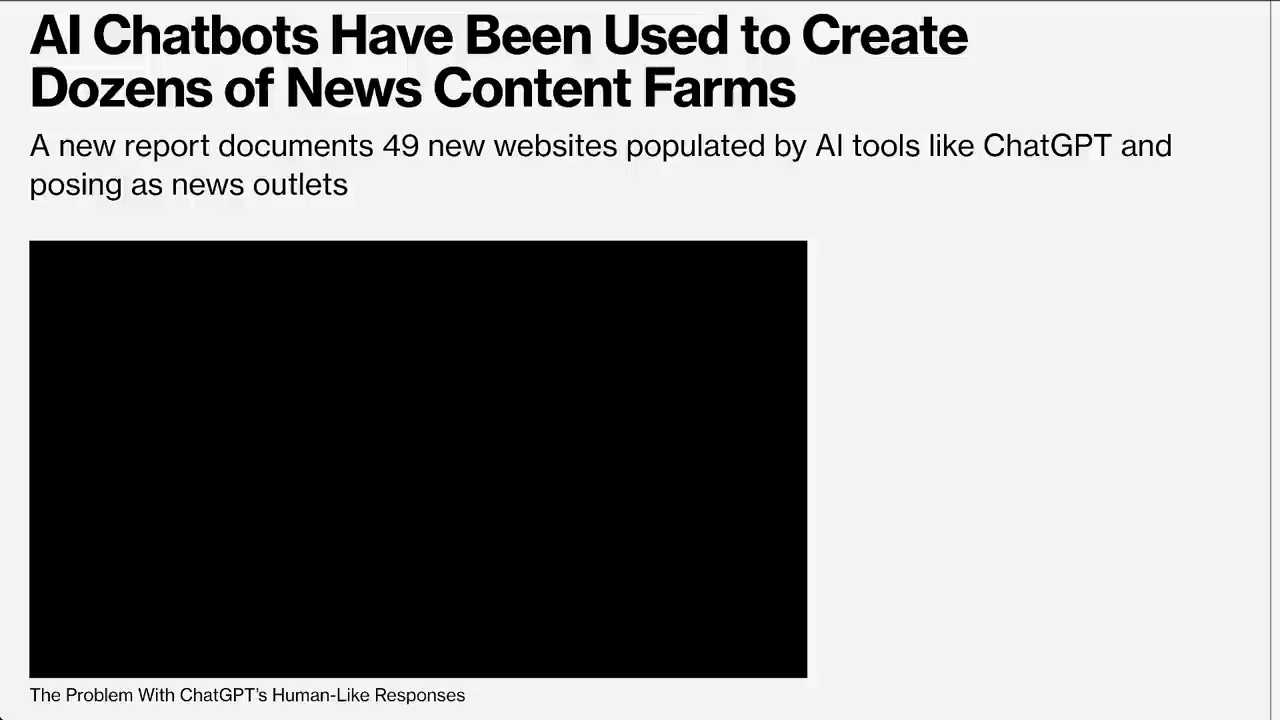 AI Chatbots Have Been Used to Create
Dozens of News Content Farms
A new report documents 49 new websites populated by AI tools like ChatGPT and
posing as news outlets
The Problem With ChatGPT’s Human-Like Responses